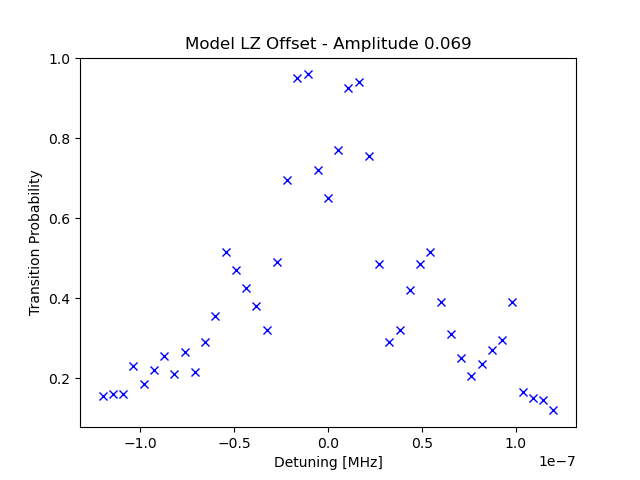 Model LZ Offset - Amplitude 0.069
1.0
0.8
0.6
0.4
0.2
Transition Probability
−1.0 −0.5 0.0 0.5 1.0
1e−7
Detuning [MHz]